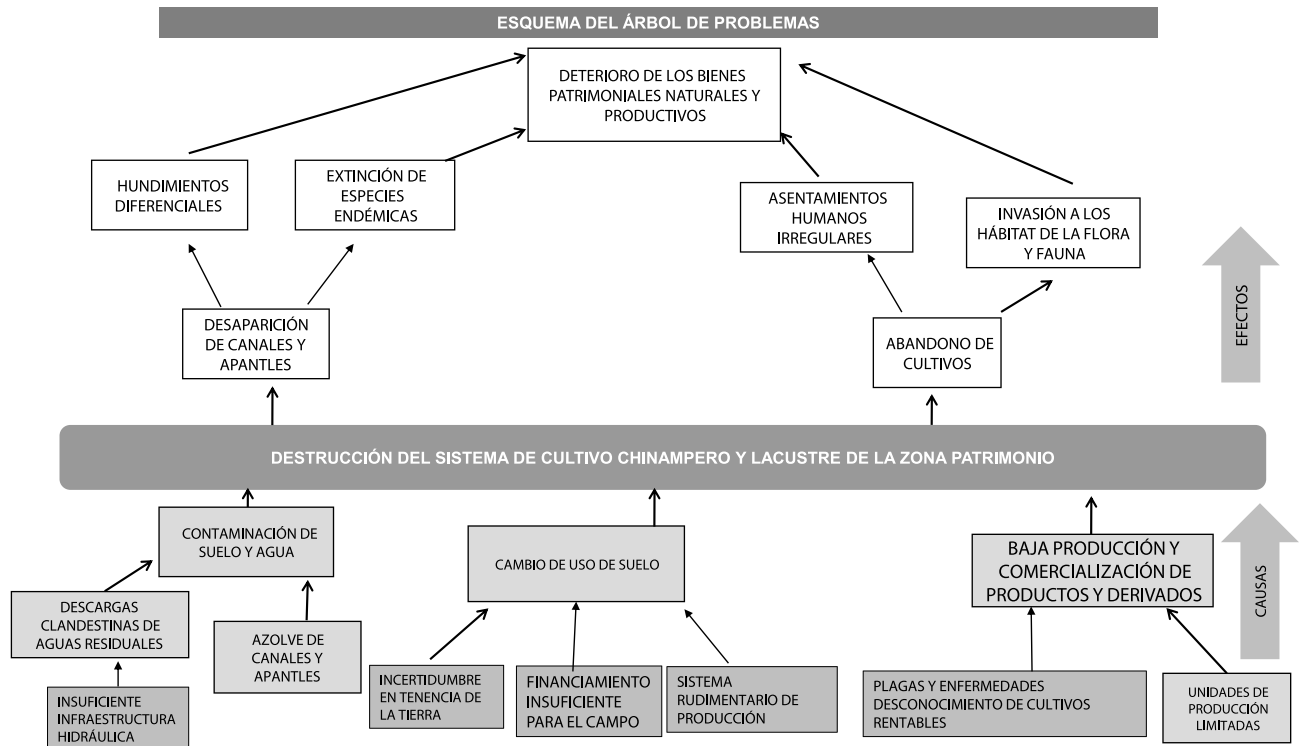 ESQUEMA DEL ÁRBOL DE PROBLEMAS
DETERIORO DE LOS BIENES
PATRIMONIALES NATURALES Y
PRODUCTIVOS
HUNDIMIENTOS
DIFERENCIALES
EXTINCIÓN DE
ESPECIES
ENDÉMICAS
ASENTAMIENTOS
HUMANOS
IRREGULARES
INVASIÓN A LOS
HÁBITAT DE LA FLORA
Y FAUNA
EFECTOS
DESAPARICIÓN
DE CANALES Y
APANTLES
ABANDONO DE
CULTIVOS
DESTRUCCIÓN DEL SISTEMA DE CULTIVO CHINAMPERO Y LACUSTRE DE LA ZONA PATRIMONIO
CONTAMINACIÓN DE
SUELO Y AGUA
CAMBIO DE USO DE SUELO
BAJA PRODUCCIÓN Y
COMERCIALIZACIÓN DE
PRODUCTOS Y DERIVADOS
CAUSAS
DESCARGAS
CLANDESTINAS DE
AGUAS RESIDUALES
AZOLVE DE
CANALES Y
APANTLES
INSUFICIENTE
INFRAESTRUCTURA
HIDRÁULICA
INCERTIDUMBRE
EN TENENCIA DE
LA TIERRA
FINANCIAMIENTO
INSUFICIENTE
PARA EL CAMPO
SISTEMA
RUDIMENTARIO DE
PRODUCCIÓN
PLAGAS Y ENFERMEDADES
DESCONOCIMIENTO DE CULTIVOS
RENTABLES
UNIDADES DE
PRODUCCIÓN
LIMITADAS